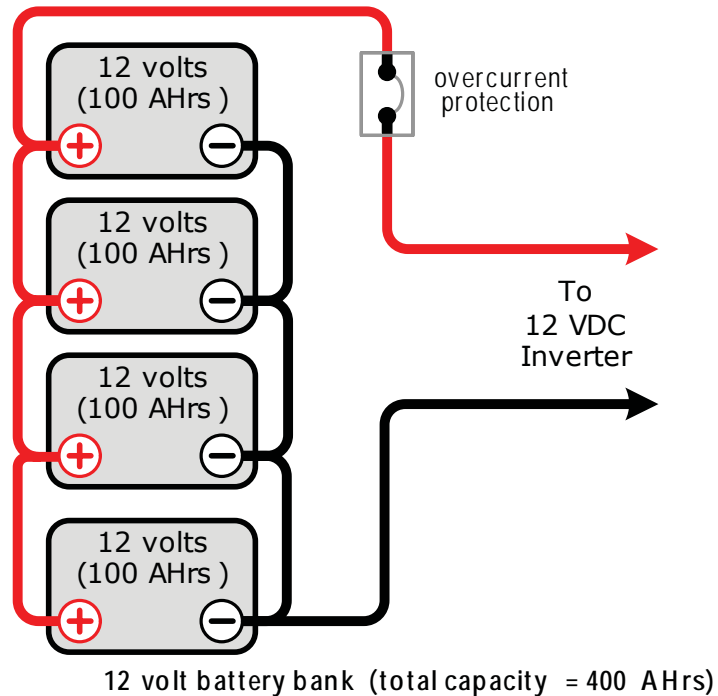 12 volts
(100 AHrs)
+
−
overcurrent
protection
12 volts
(100 AHrs)
+
−
To
12 VDC
Inverter
12 volts
(100 AHrs)
+
−
12 volts
(100 AHrs)
+
−
12 volt battery bank (total capacity = 400 AHrs)